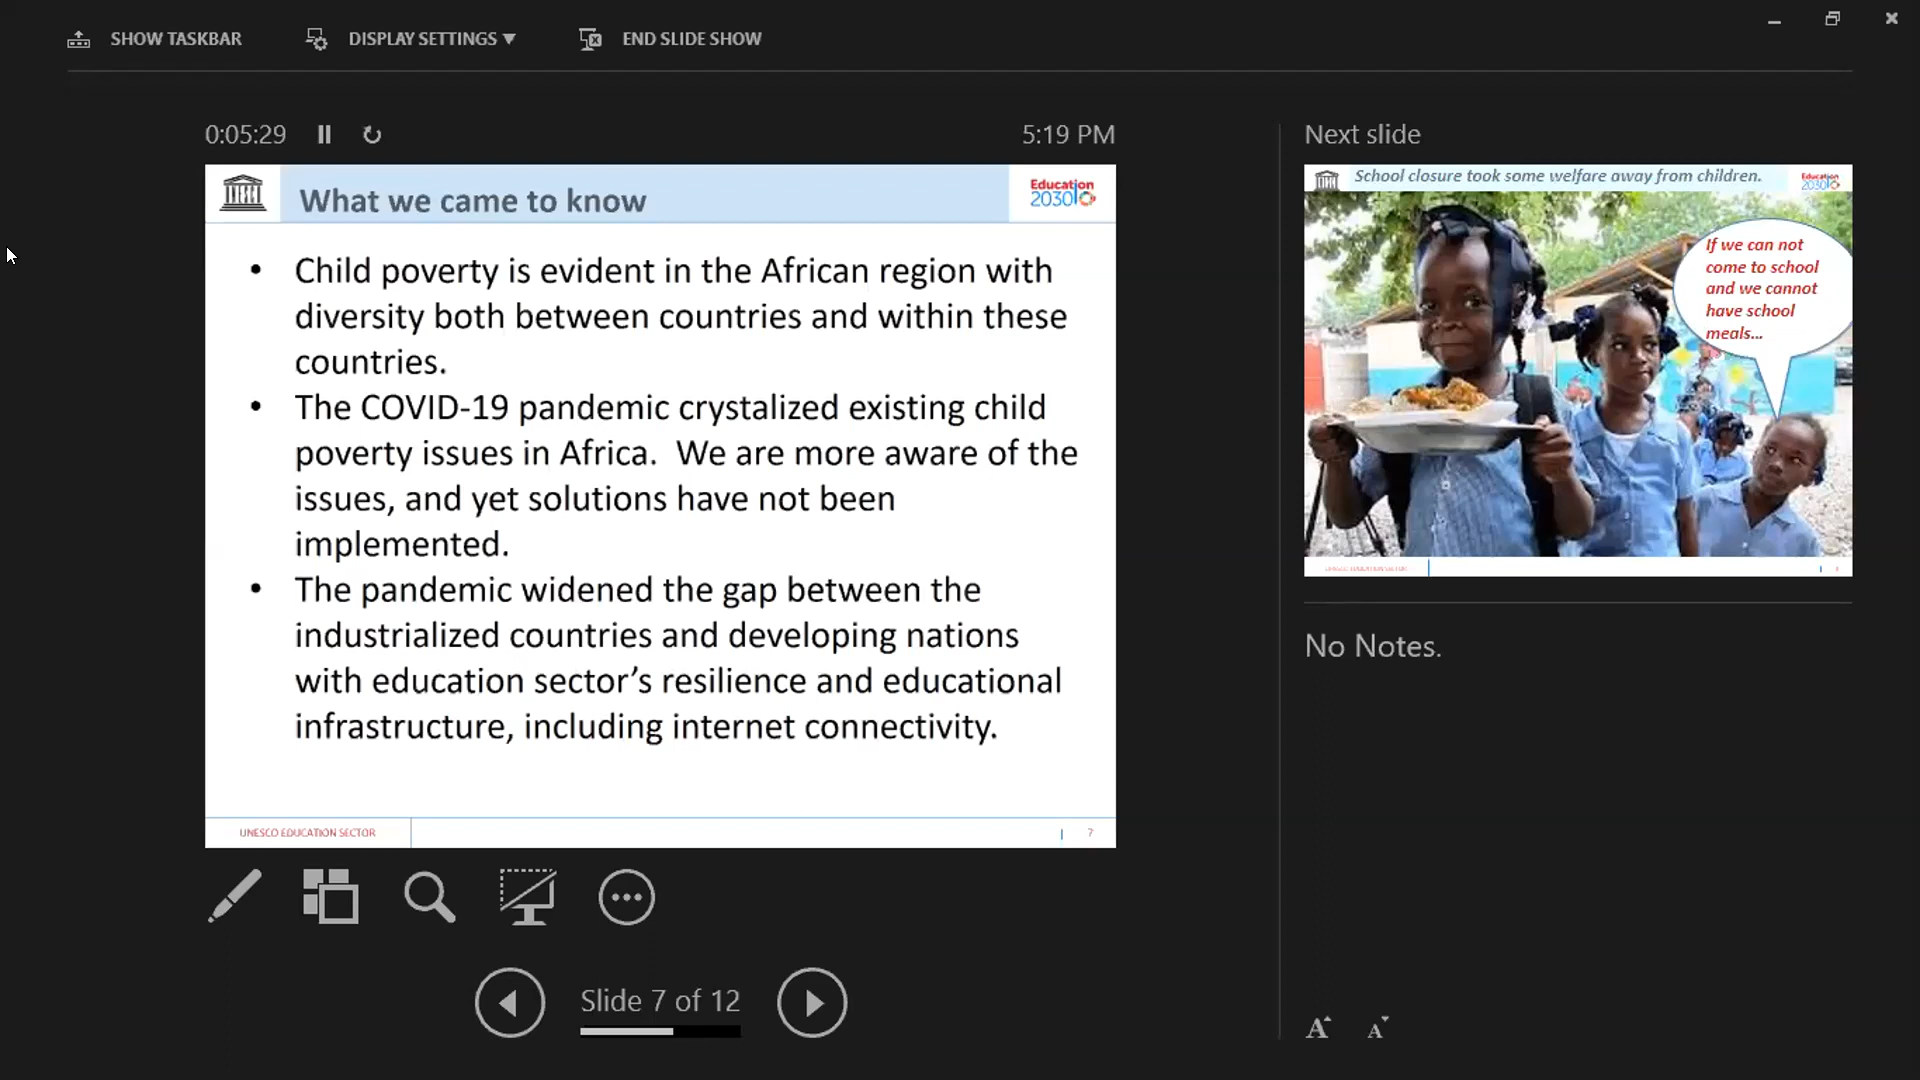 SHOW TASKBAR
DISPLAY SETTINGS
END SLIDE SHOW
0:05:29
5:19 PM
What we came to know
Education
2030
• Child poverty is evident in the African region with
diversity both between countries and within these
countries.
• The COVID-19 pandemic crystalized existing child
poverty issues in Africa.  We are more aware of the
issues, and yet solutions have not been
implemented.
• The pandemic widened the gap between the
industrialized countries and developing nations
with education sector’s resilience and educational
infrastructure, including internet connectivity.
UNESCO EDUCATION SECTOR
7
Slide 7 of 12
Next slide
School closure took some welfare away from children.
Education
2030
If we can not
come to school
and we cannot
have school
meals...
UNESCO EDUCATION SECTOR
No Notes.
A
A